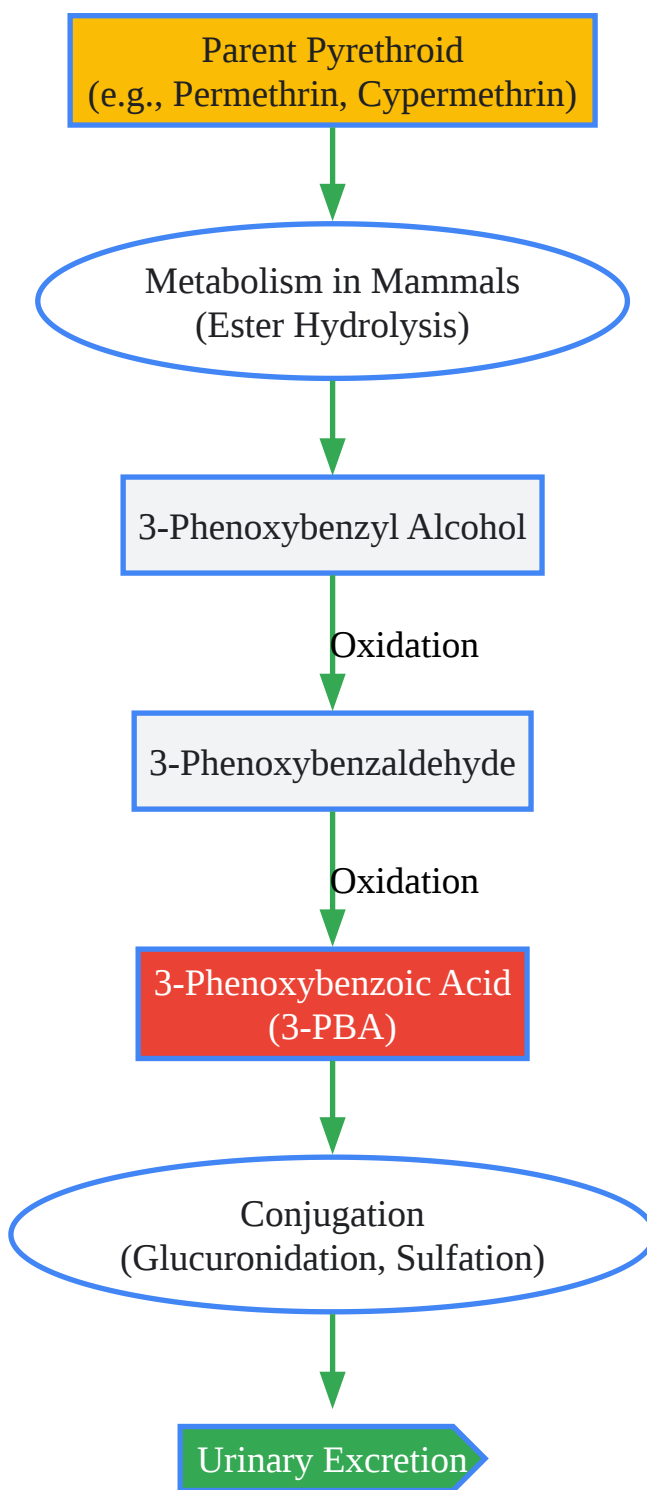 Parent Pyrethroid
(e.g., Permethrin, Cypermethrin)
Metabolism in Mammals
(Ester Hydrolysis)
3-Phenoxybenzyl Alcohol
Oxidation
3-Phenoxybenzaldehyde
Oxidation
3-Phenoxybenzoic Acid
(3-PBA)
Conjugation
(Glucuronidation, Sulfation)
Urinary Excretion